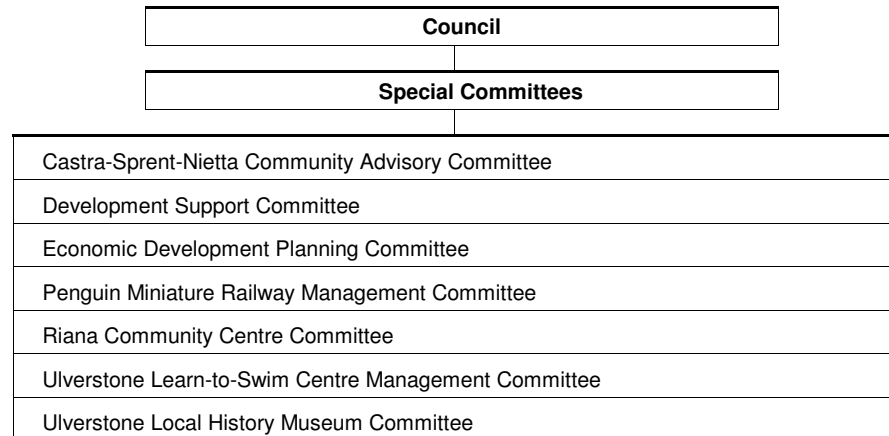 Council
Special Committees
Castra-Sprent-Nietta Community Advisory Committee
Development Support Committee
Economic Development Planning Committee
Penguin Miniature Railway Management Committee
Riana Community Centre Committee
Ulverstone Learn-to-Swim Centre Management Committee
Ulverstone Local History Museum Committee